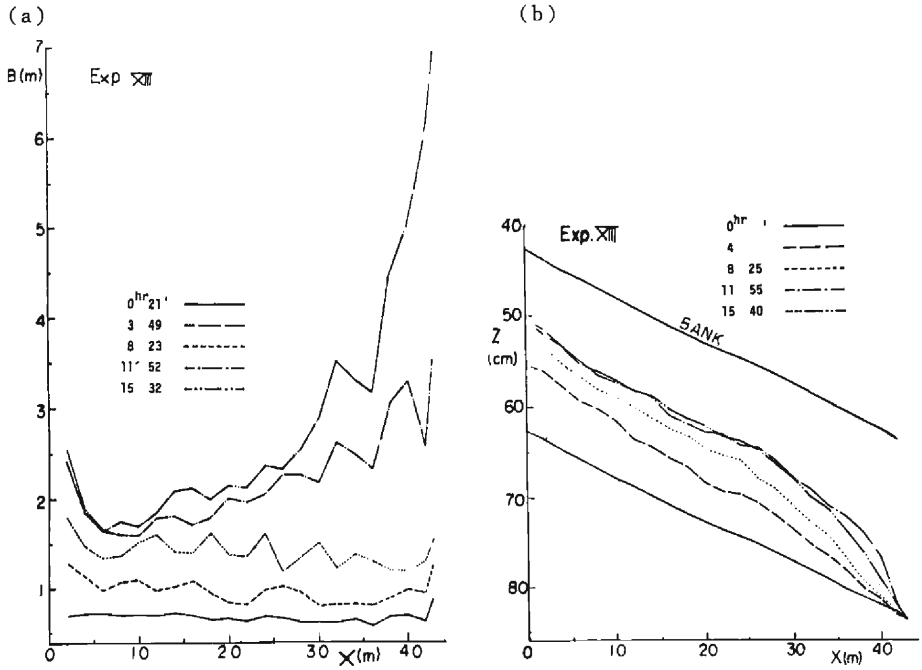 (a)
7
B(m)
Exp XIII
6
5
4
3
2
1
0hr 21'
3 49
8 23
11' 52
15 32
0 10 20 30 40
X(m)
(b)
40
50
Z
(cm)
60
70
80
Exp. XIII
0hr '
4
8 25
11 55
15 40
BANK
0 10 20 30 40
X(m)